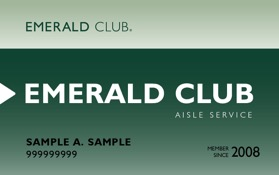 EMERALD CLUB®
EMERALD CLUB
AISLE SERVICE
SAMPLE A. SAMPLE
999999999
MEMBER SINCE 2008